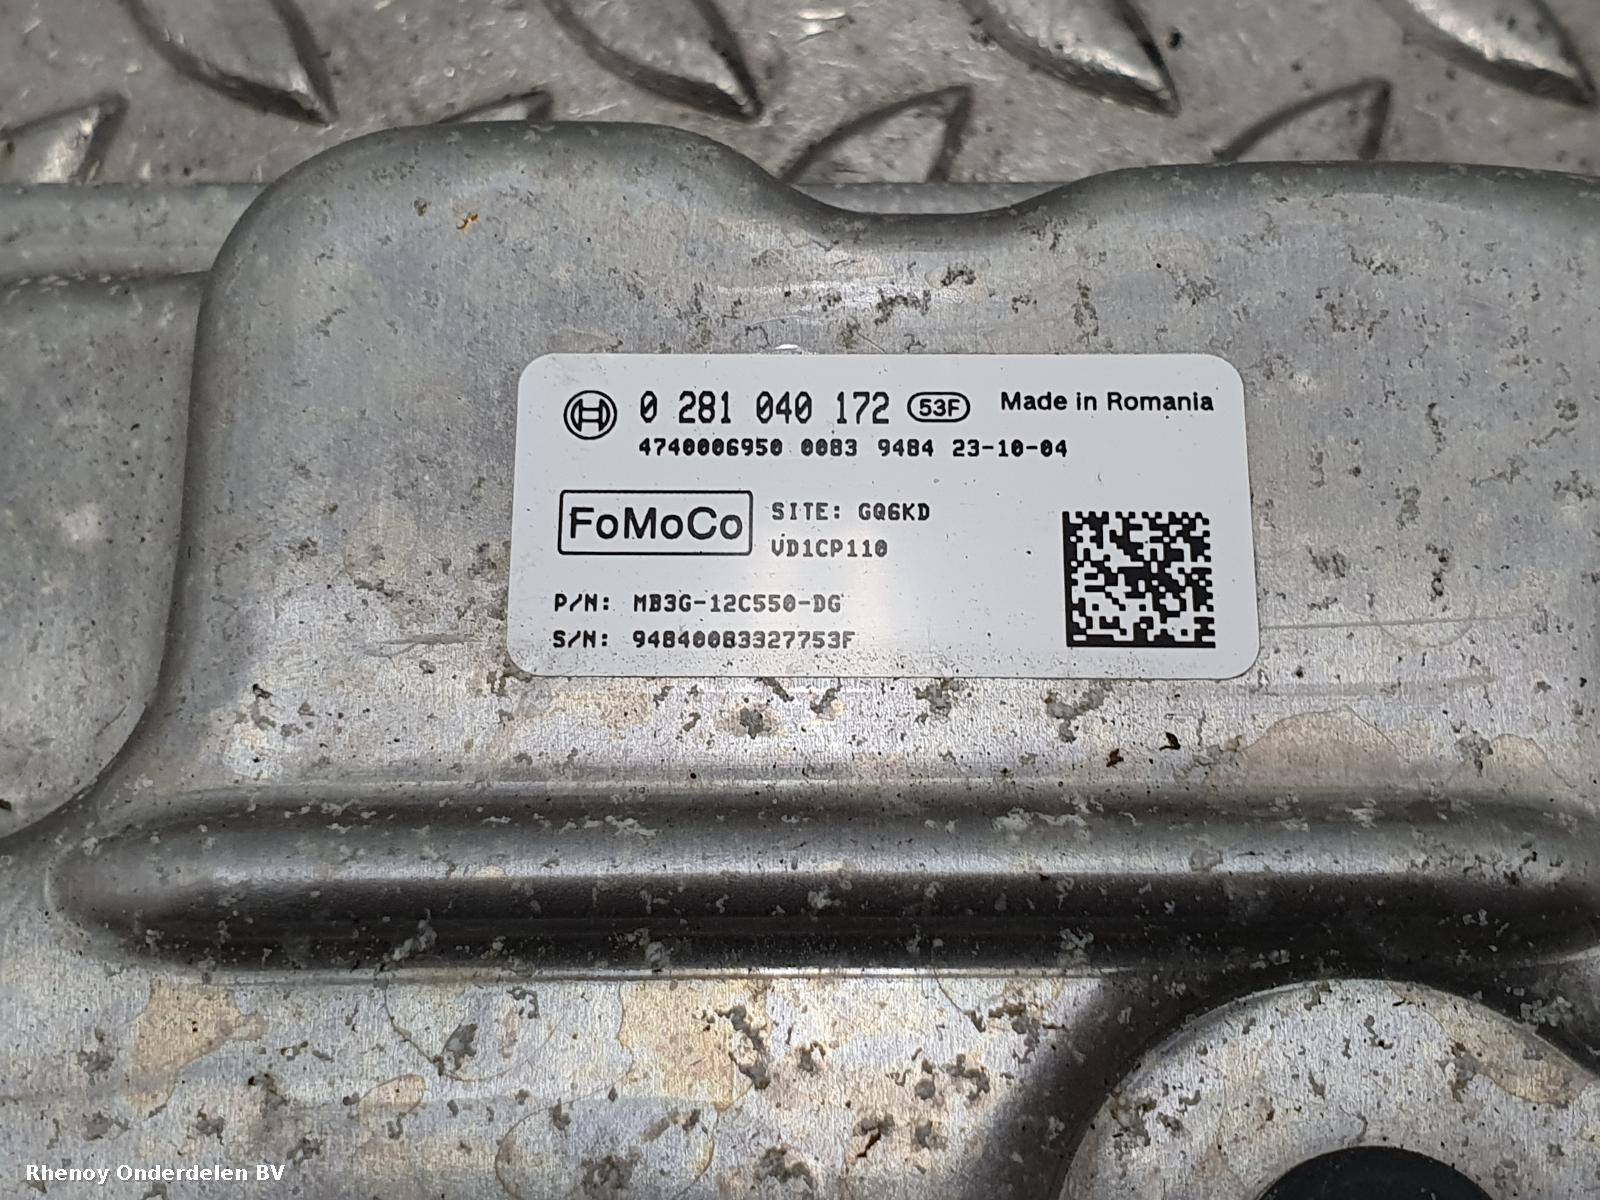 0 281 040 172 53F Made in Romania
4740006950 0083 9484 23-10-04
FoMoCo SITE: GQ6KD
VD1CP110
P/N: MB3G-12C550-DG
S/N: 94840083327753F
Rhenoy Onderdelen BV